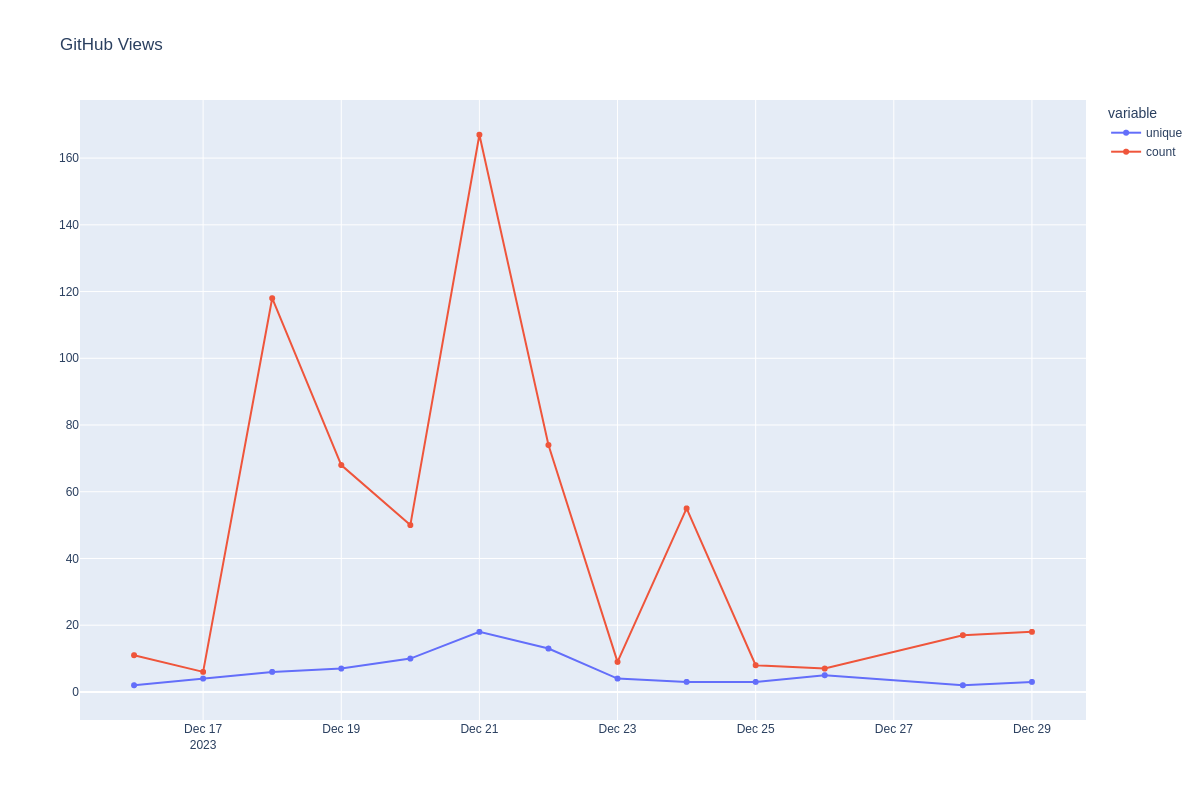 GitHub Views
variable
unique
count
160
140
120
100
80
60
40
20
0
Dec 17
2023
Dec 19
Dec 21
Dec 23
Dec 25
Dec 27
Dec 29